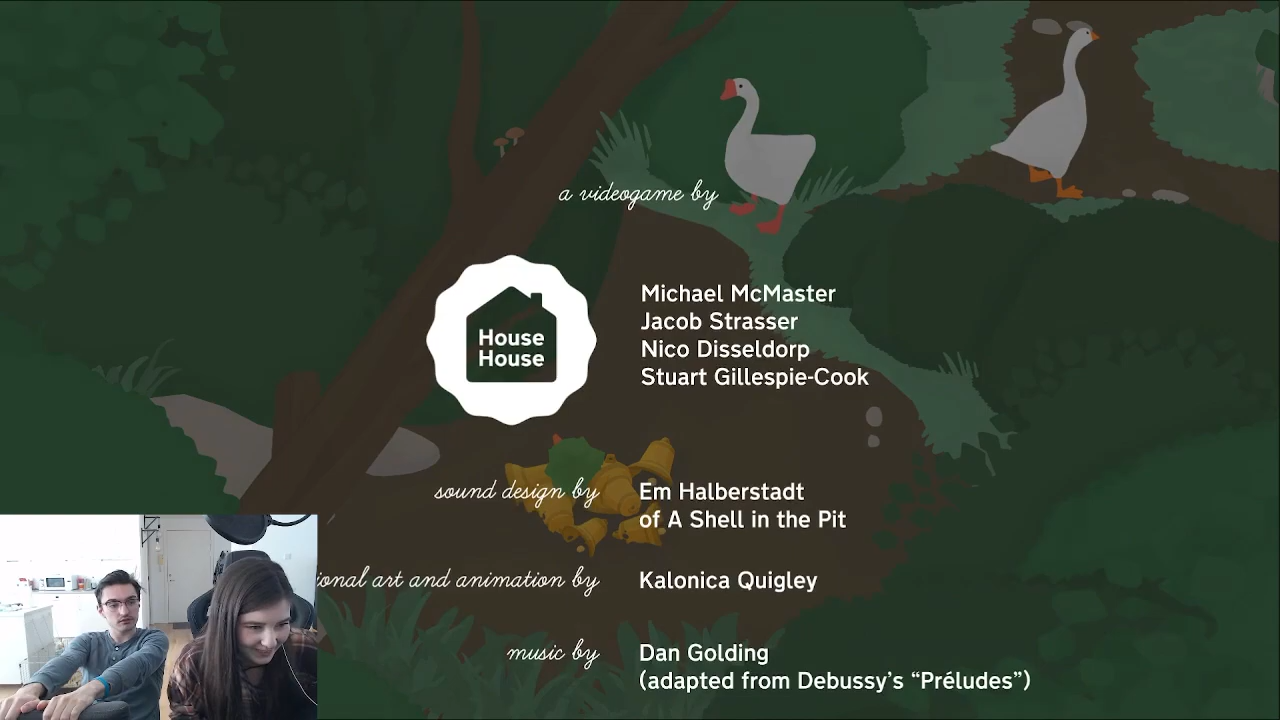 a videogame by
House
House
Michael McMaster
Jacob Strasser
Nico Disseldorp
Stuart Gillespie-Cook
sound design by
Em Halberstadt
of A Shell in the Pit
ional art and animation by
Kalonica Quigley
music by
Dan Golding
(adapted from Debussy's “Préludes”)